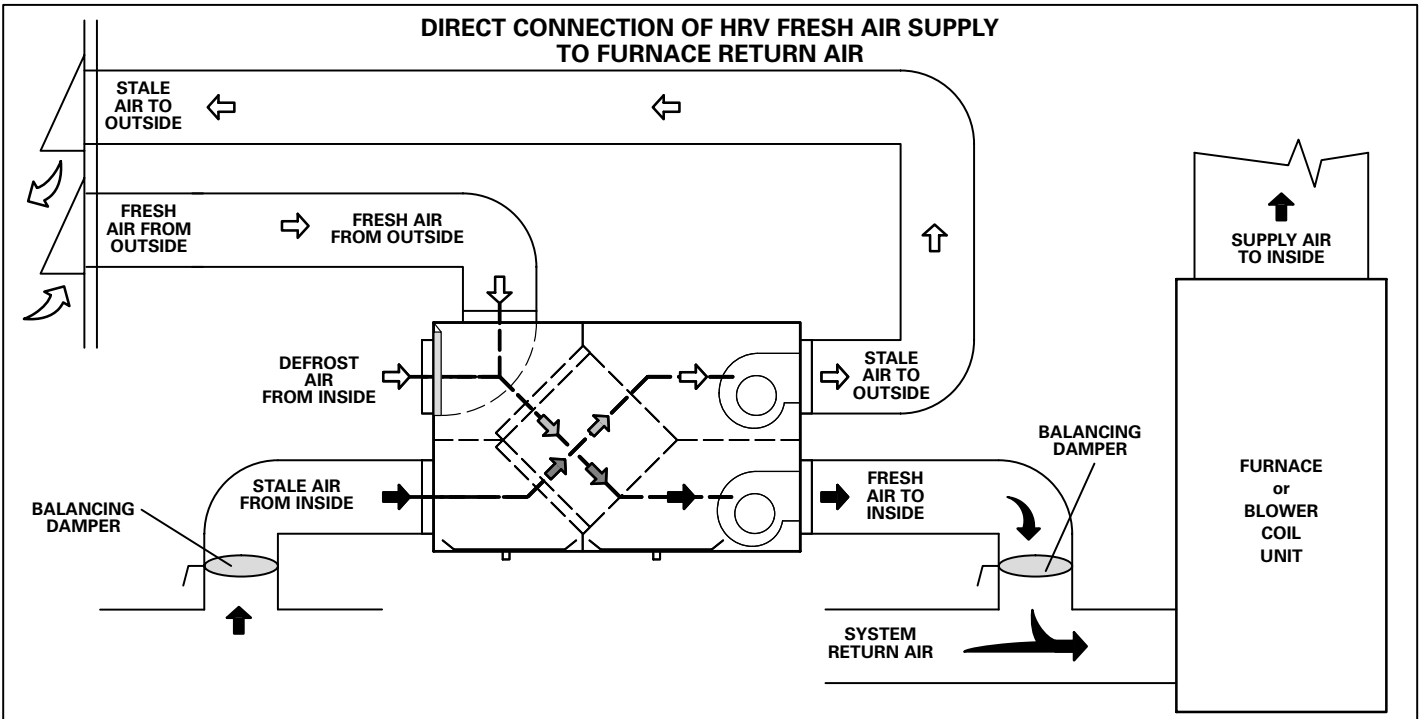 DIRECT CONNECTION OF HRV FRESH AIR SUPPLY
TO FURNACE RETURN AIR
STALE
AIR TO
OUTSIDE
FRESH
AIR FROM
OUTSIDE
FRESH AIR
FROM OUTSIDE
SUPPLY AIR
TO INSIDE
DEFROST
AIR
FROM INSIDE
STALE
AIR TO
OUTSIDE
BALANCING
DAMPER
STALE AIR
FROM INSIDE
FRESH
AIR TO
INSIDE
BALANCING
DAMPER
FURNACE
or
BLOWER
COIL
UNIT
SYSTEM
RETURN AIR